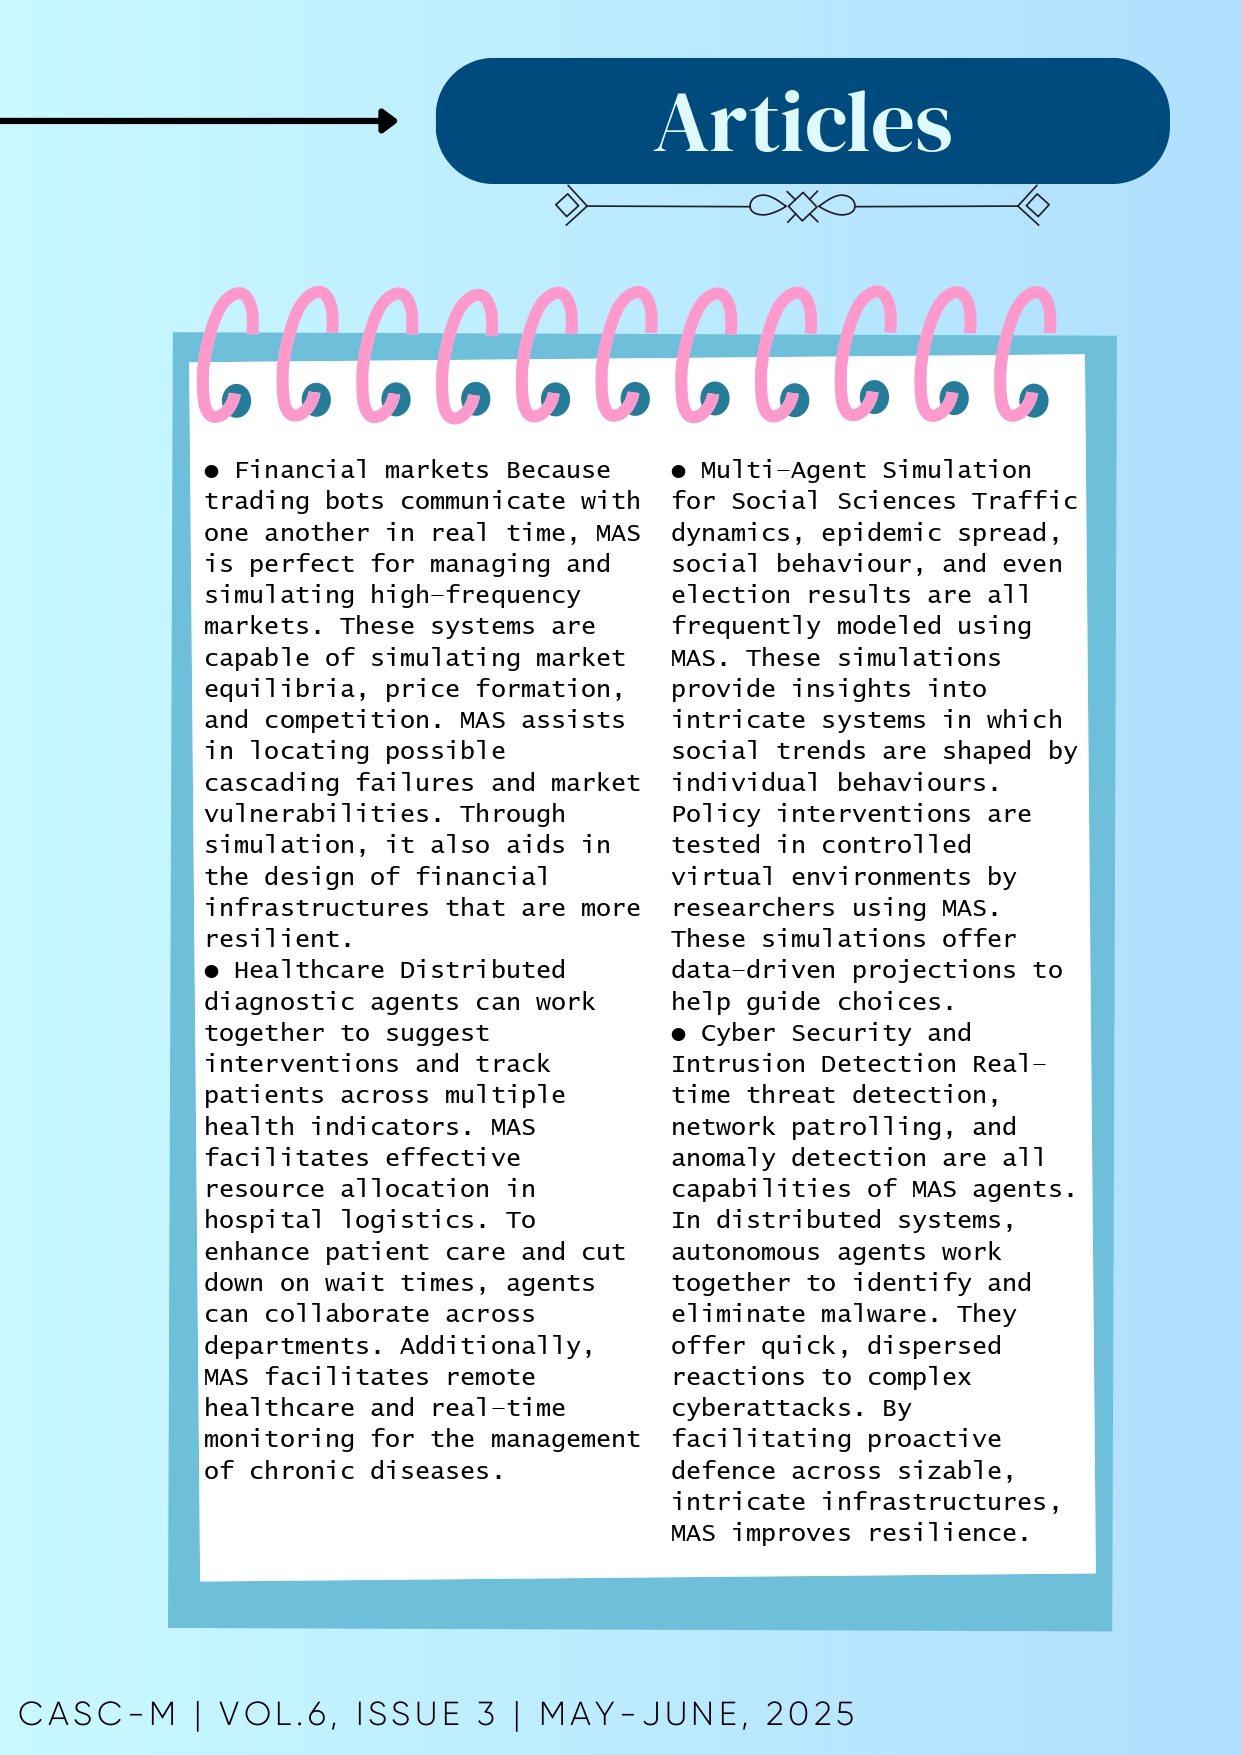 Articles
● Financial markets Because
trading bots communicate with
one another in real time, MAS
is perfect for managing and
simulating high-frequency
markets. These systems are
capable of simulating market
equilibria, price formation,
and competition. MAS assists
in locating possible
cascading failures and market
vulnerabilities. Through
simulation, it also aids in
the design of financial
infrastructures that are more
resilient.
● Healthcare Distributed
diagnostic agents can work
together to suggest
interventions and track
patients across multiple
health indicators. MAS
facilitates effective
resource allocation in
hospital logistics. To
enhance patient care and cut
down on wait times, agents
can collaborate across
departments. Additionally,
MAS facilitates remote
healthcare and real-time
monitoring for the management
of chronic diseases.
● Multi-Agent Simulation
for Social Sciences Traffic
dynamics, epidemic spread,
social behaviour, and even
election results are all
frequently modeled using
MAS. These simulations
provide insights into
intricate systems in which
social trends are shaped by
individual behaviours.
Policy interventions are
tested in controlled
virtual environments by
researchers using MAS.
These simulations offer
data-driven projections to
help guide choices.
● Cyber Security and
Intrusion Detection Real-
time threat detection,
network patrolling, and
anomaly detection are all
capabilities of MAS agents.
In distributed systems,
autonomous agents work
together to identify and
eliminate malware. They
offer quick, dispersed
reactions to complex
cyberattacks. By
facilitating proactive
defence across sizable,
intricate infrastructures,
MAS improves resilience.
CASC-M | VOL.6, ISSUE 3 | MAY-JUNE, 2025